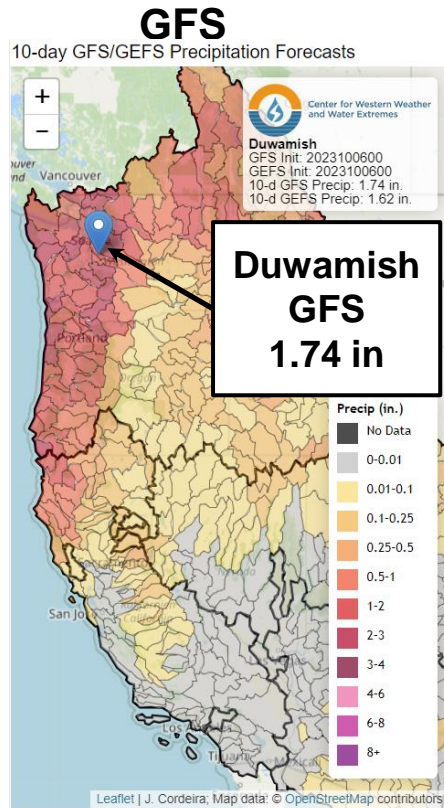 GFS
10-day GFS/GEFS Precipitation Forecasts
+
−
Center for Western Weather
and Water Extremes
Duwamish
GFS Init: 2023100600
GEFS Init: 2023100600
10-d GFS Precip: 1.74 in.
10-d GEFS Precip: 1.62 in.
Vancouver
Duwamish
GFS
1.74 in
Portland
Precip (in.)
No Data
0-0.01
0.01-0.1
0.1-0.25
0.25-0.5
0.5-1
1-2
2-3
3-4
4-6
6-8
8+
San Jose
Tijuana
Mexicali
Leaflet | J. Cordeira; Map data: © OpenStreetMap contributors